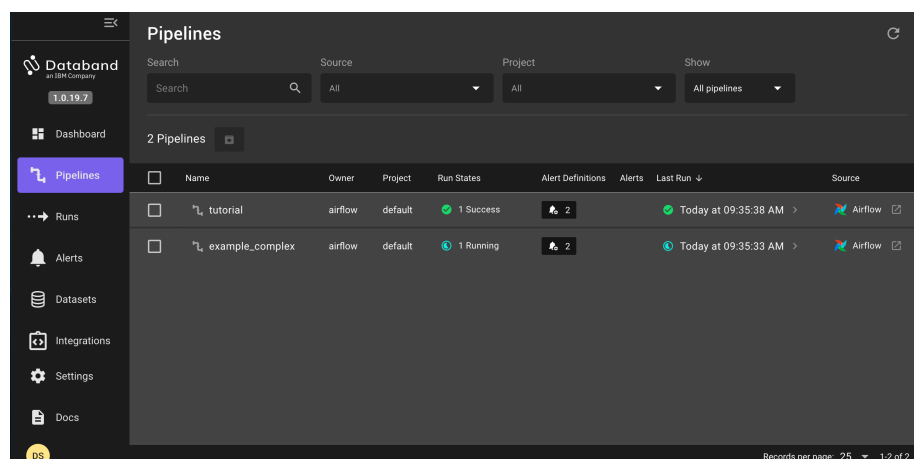 Databand
an IBM Company
1.0.19.7
Dashboard
Pipelines
Runs
Alerts
Datasets
Integrations
Settings
Docs
DS
Pipelines
Search Source Project Show
Search All All All pipelines
2 Pipelines
Name Owner Project Run States Alert Definitions Alerts Last Run ↓ Source
tutorial airflow default 1 Success 2 Today at 09:35:38 AM > Airflow
example_complex airflow default 1 Running 2 Today at 09:35:33 AM > Airflow
Records per page: 25 1-2 of 2